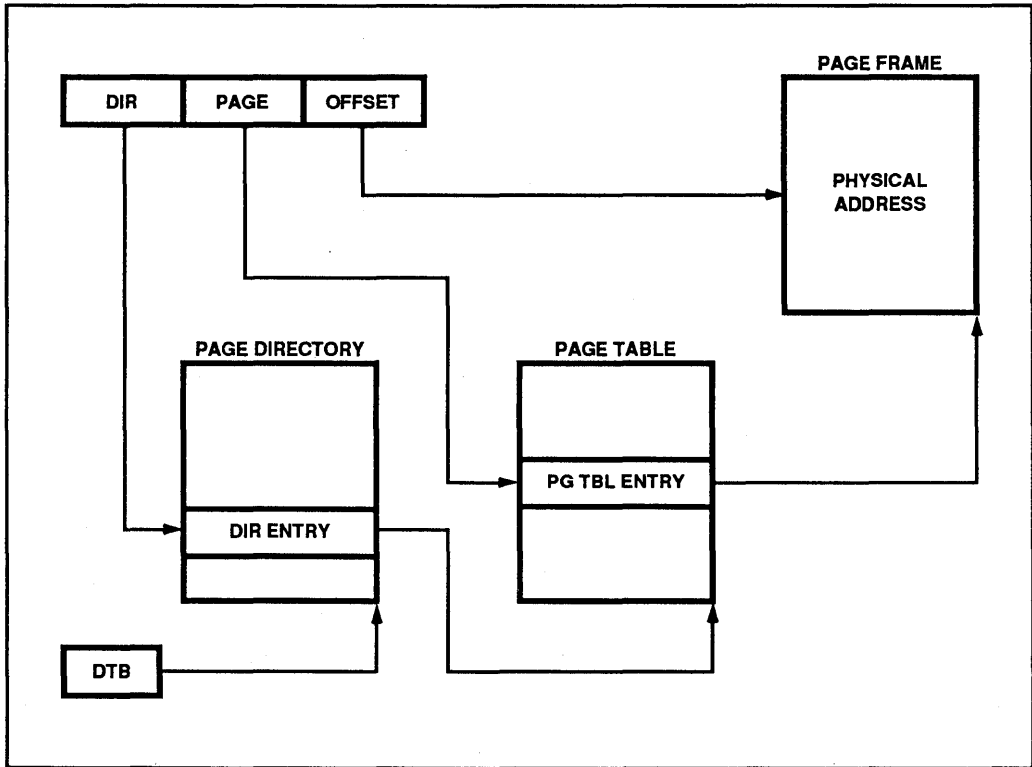 PAGE FRAME
DIR
PAGE
OFFSET
PHYSICAL
ADDRESS
PAGE DIRECTORY
PAGE TABLE
PG TBL ENTRY
DIR ENTRY
DTB